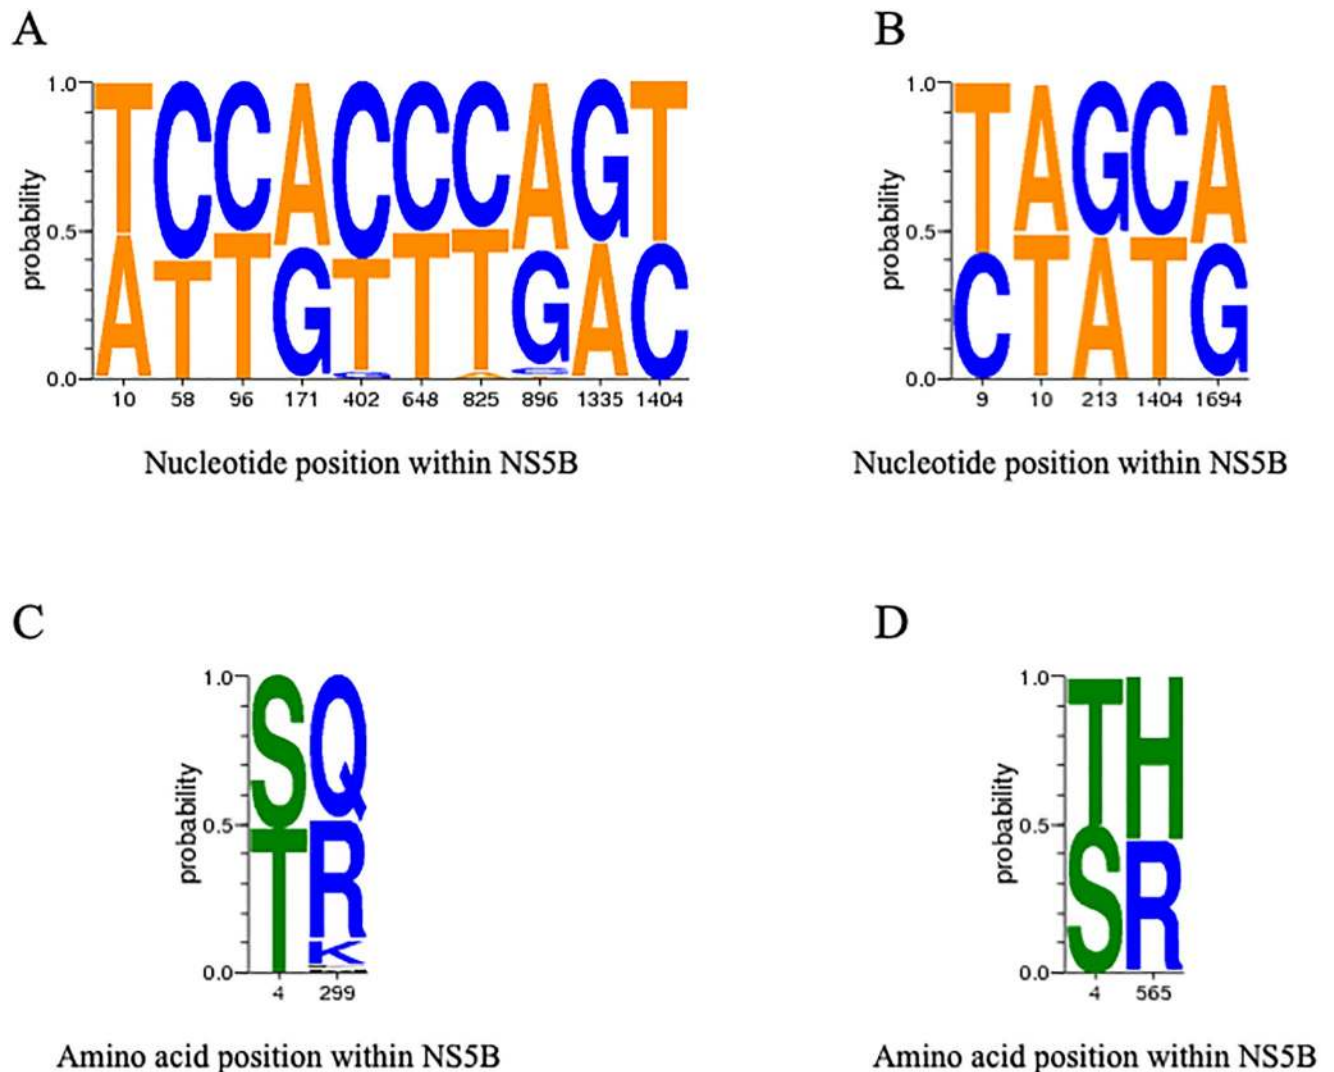 A
B
1.0
0.5
0.0
probability
TCCACCCAGT
ATTGTTTGAC
10 58 96 171 402 648 825 896 1335 1404
Nucleotide position within NS5B
1.0
0.5
0.0
probability
TAGCA
CTATG
9 10 213 1404 1694
Nucleotide position within NS5B
C
D
1.0
0.5
0.0
probability
SQ
TR
K
4 299
Amino acid position within NS5B
1.0
0.5
0.0
probability
TH
SR
4 565
Amino acid position within NS5B